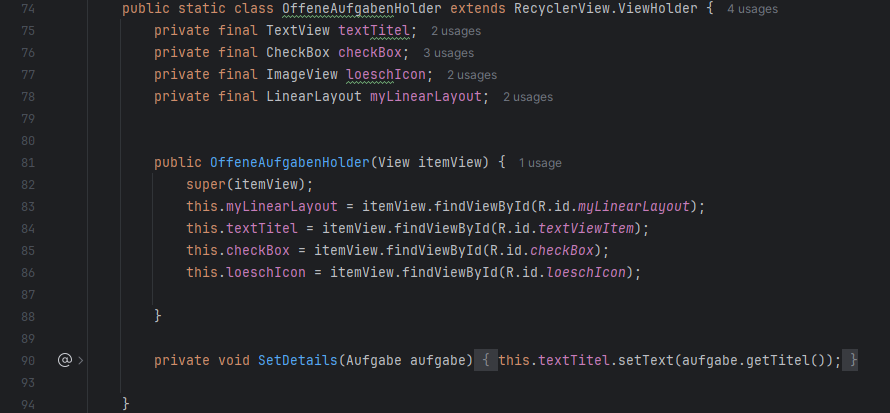 74 public static class OffeneAufgabenHolder extends RecyclerView.ViewHolder { 4 usages
75 private final TextView textTitel; 2 usages
76 private final CheckBox checkBox; 3 usages
77 private final ImageView loeschIcon; 2 usages
78 private final LinearLayout myLinearLayout; 2 usages
79
80
81 public OffeneAufgabenHolder(View itemView) { 1 usage
82 super(itemView);
83 this.myLinearLayout = itemView.findViewById(R.id.myLinearLayout);
84 this.textTitel = itemView.findViewById(R.id.textViewItem);
85 this.checkBox = itemView.findViewById(R.id.checkBox);
86 this.loeschIcon = itemView.findViewById(R.id.loeschIcon);
87
88 }
89
90 @ > private void SetDetails(Aufgabe aufgabe) { this.textTitel.setText(aufgabe.getTitel()); }
93
94 }